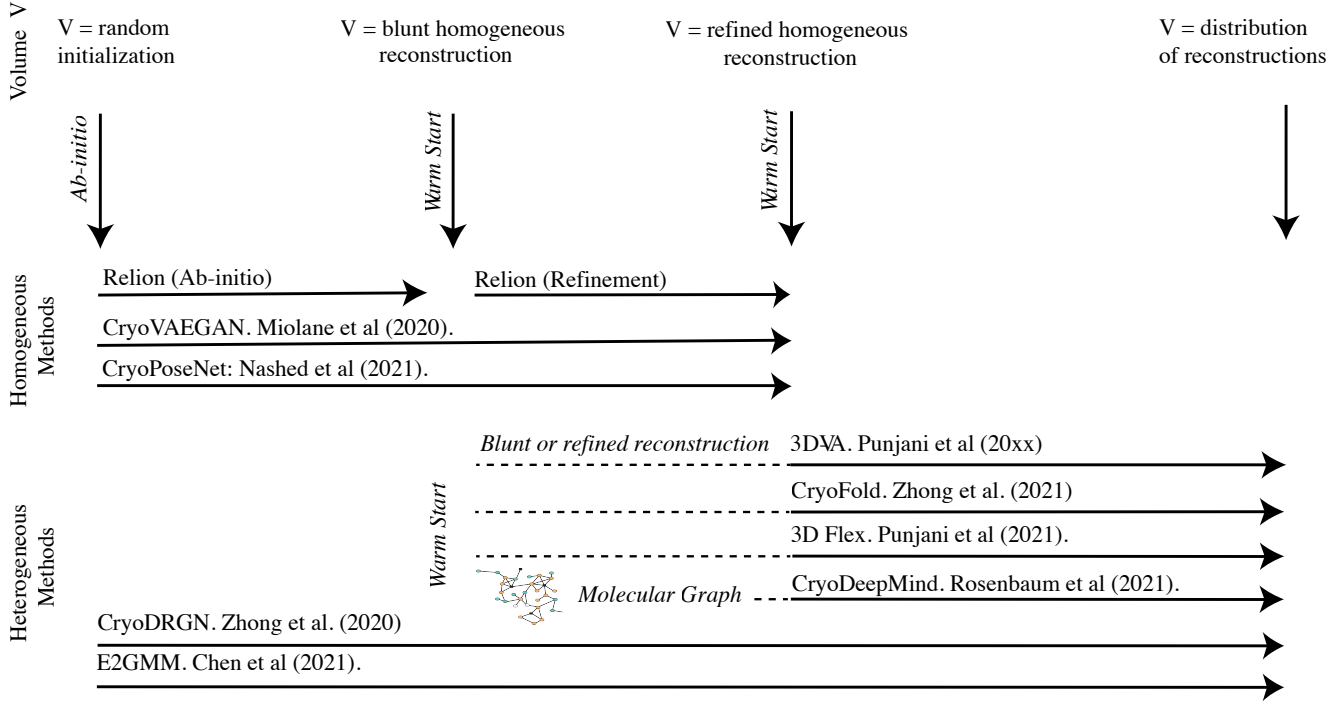 Volume V
V = random
initialization
V = blunt homogeneous
reconstruction
V = refined homogeneous
reconstruction
V = distribution
of reconstructions
Ab-initio
Warm Start
Warm Start
Homogeneous
Methods
Relion (Ab-initio)
Relion (Refinement)
CryoVAEGAN. Miolane et al (2020).
CryoPoseNet: Nashed et al (2021).
Heterogeneous
Methods
Warm Start
Blunt or refined reconstruction
3DVA. Punjani et al (20xx)
CryoFold. Zhong et al. (2021)
3D Flex. Punjani et al (2021).
Molecular Graph
CryoDeepMind. Rosenbaum et al (2021).
CryoDRGN. Zhong et al. (2020)
E2GMM. Chen et al (2021).